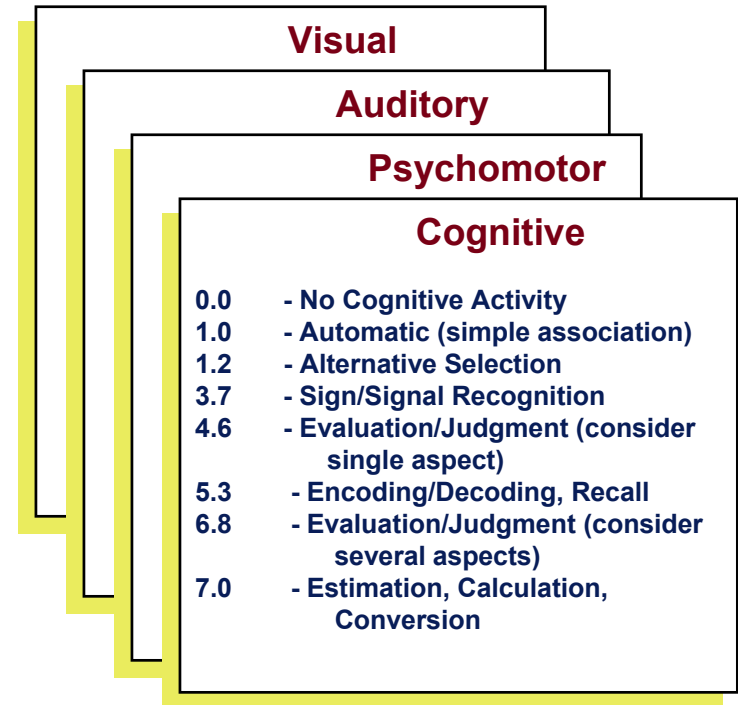 Visual
Auditory
Psychomotor
Cognitive
0.0 - No Cognitive Activity
1.0 - Automatic (simple association)
1.2 - Alternative Selection
3.7 - Sign/Signal Recognition
4.6 - Evaluation/Judgment (consider
single aspect)
5.3 - Encoding/Decoding, Recall
6.8 - Evaluation/Judgment (consider
several aspects)
7.0 - Estimation, Calculation,
Conversion